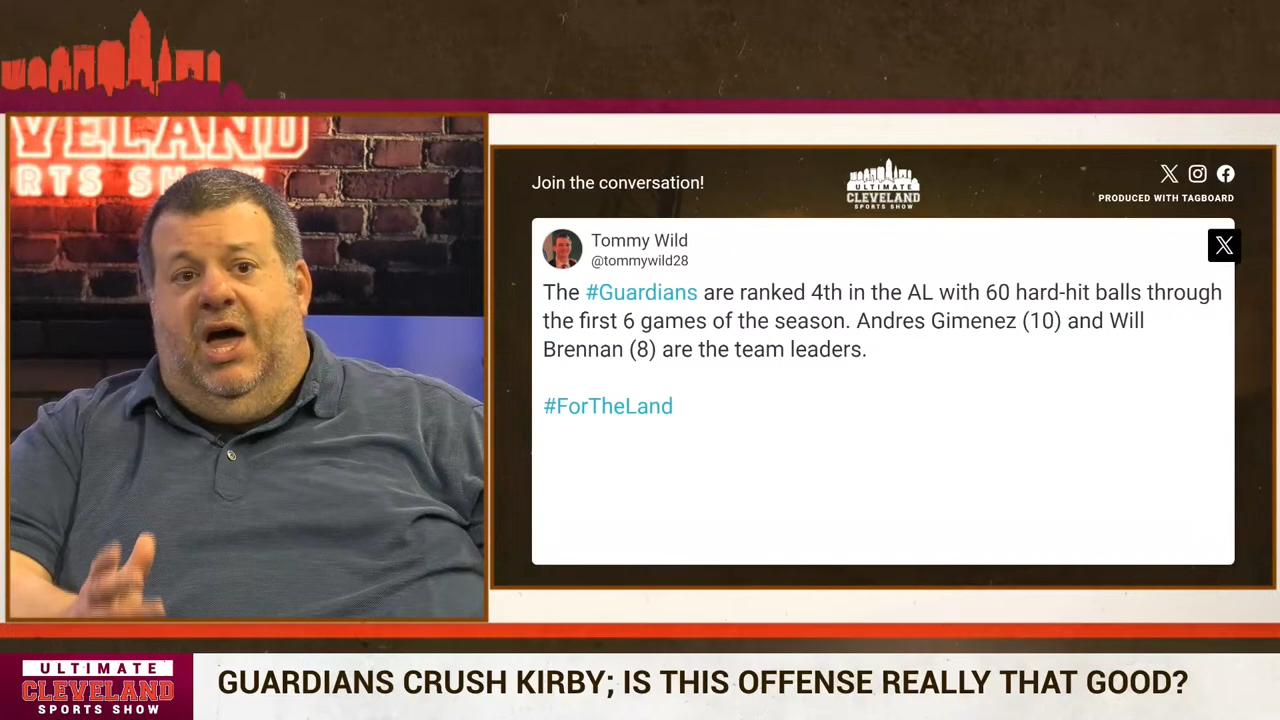 VELAND
RTS SH
Join the conversation!
ULTIMATE
CLEVELAND
SPORTS SHOW
PRODUCED WITH TAGBOARD
Tommy Wild
@tommywild28
The #Guardians are ranked 4th in the AL with 60 hard-hit balls through
the first 6 games of the season. Andres Gimenez (10) and Will
Brennan (8) are the team leaders.
#ForTheLand
ULTIMATE
CLEVELAND
SPORTS SHOW
GUARDIANS CRUSH KIRBY; IS THIS OFFENSE REALLY THAT GOOD?